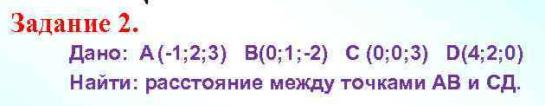 Задание 2.
Дано: А (-1;2;3) В(0;1;-2) С (0;0;3) D(4;2;0)
Найти: расстояние между точками АВ и СД.